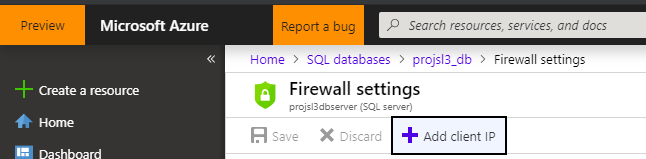 Preview
Microsoft Azure
Report a bug
Search resources, services, and docs
«
Create a resource
Home
Dashboard
Home > SQL databases > projsl3_db > Firewall settings
Firewall settings
projsl3dbserver (SQL server)
Save Discard Add client IP